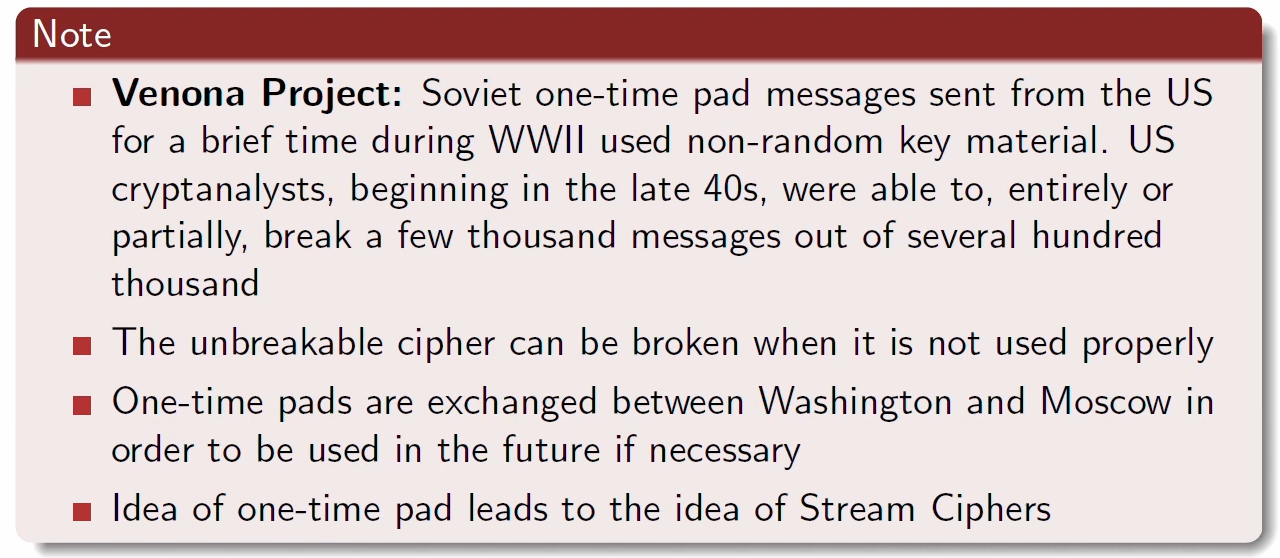 Note
Venona Project: Soviet one-time pad messages sent from the US
for a brief time during WWII used non-random key material. US
cryptanalysts, beginning in the late 40s, were able to, entirely or
partially, break a few thousand messages out of several hundred
thousand
The unbreakable cipher can be broken when it is not used properly
One-time pads are exchanged between Washington and Moscow in
order to be used in the future if necessary
Idea of one-time pad leads to the idea of Stream Ciphers